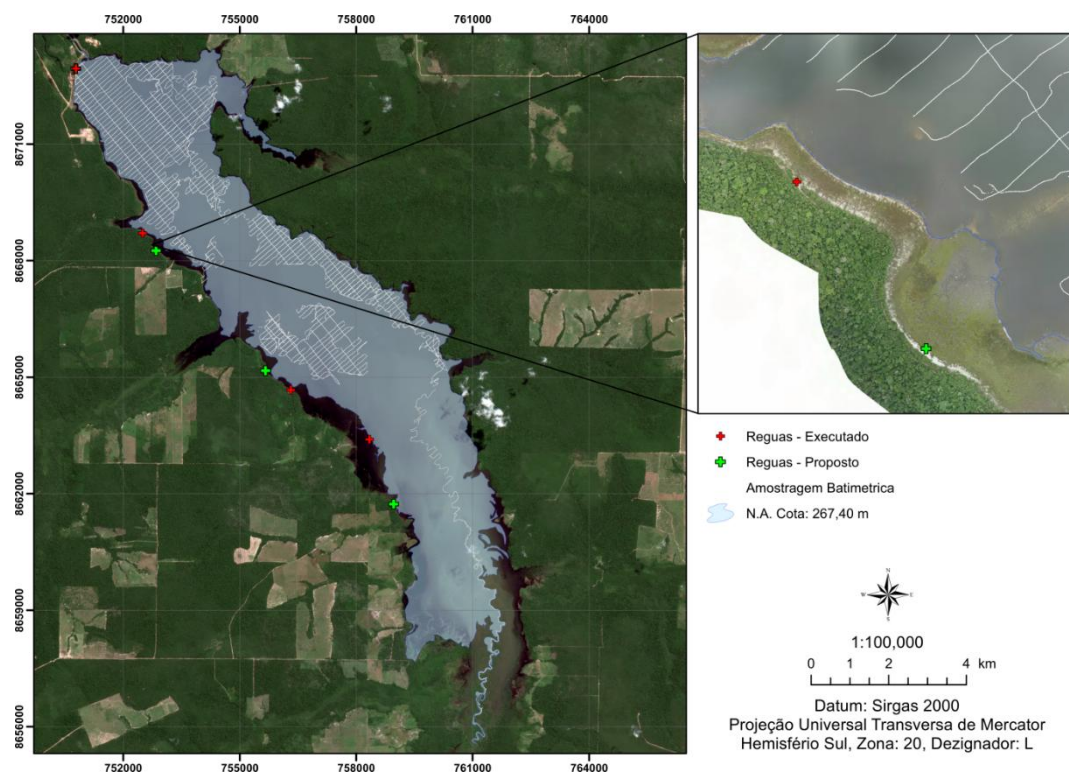 752000 755000 758000 761000 764000
8671000
8668000
8665000
8662000
8659000
8656000
752000 755000 758000 761000 764000
Reguas - Executado
Reguas - Proposto
Amostragem Batimetrica
N.A. Cota: 267,40 m
N
W E
S
1:100,000
0 1 2 4 km
Datum: Sirgas 2000
Projeção Universal Transversa de Mercator
Hemisfério Sul, Zona: 20, Dezignador: L